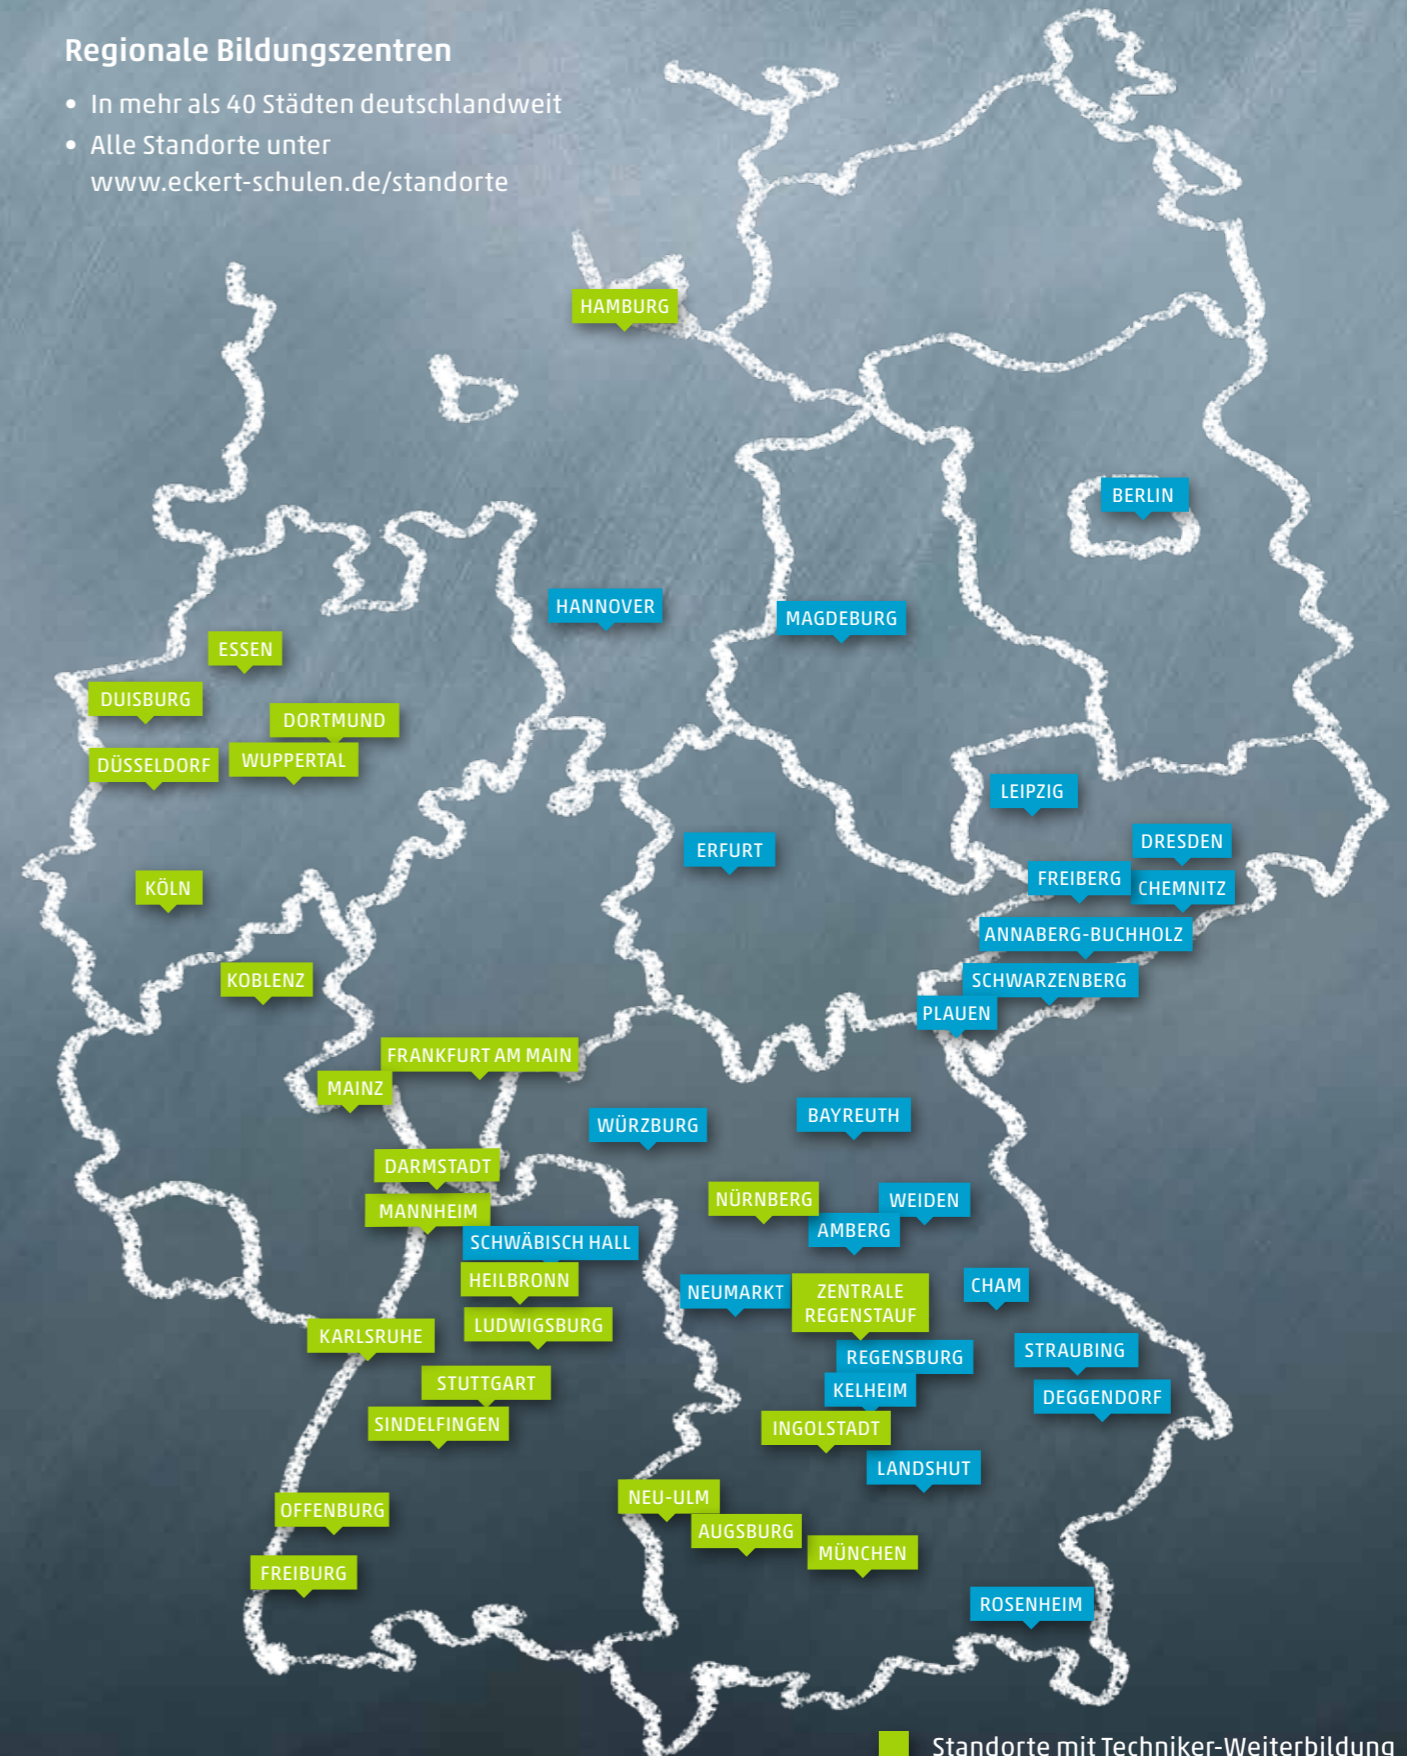 Regionale Bildungszentren
• In mehr als 40 Städten deutschlandweit
• Alle Standorte unter
www.eckert-schulen.de/standorte
HAMBURG
BERLIN
HANNOVER
MAGDEBURG
ESSEN
DUISBURG
DORTMUND
DÜSSELDORF
WUPPERTAL
LEIPZIG
DRESDEN
ERFURT
FREIBERG
CHEMNITZ
KÖLN
ANNABERG-BUCHHOLZ
KOBLENZ
SCHWARZENBERG
PLAUEN
FRANKFURT AM MAIN
MAINZ
WÜRZBURG
BAYREUTH
DARMSTADT
NÜRNBERG
WEIDEN
MANNHEIM
AMBERG
SCHWÄBISCH HALL
HEILBRONN
NEUMARKT
ZENTRALE
REGENSTAUF
CHAM
LUDWIGSBURG
KARLSRUHE
REGENSBURG
STRAUBING
STUTTGART
KELHEIM
DEGGENDORF
SINDELFINGEN
INGOLSTADT
LANDSHUT
NEU-ULM
OFFENBURG
AUGSBURG
MÜNCHEN
FREIBURG
ROSENHEIM
Standorte mit Techniker-Weiterbildung